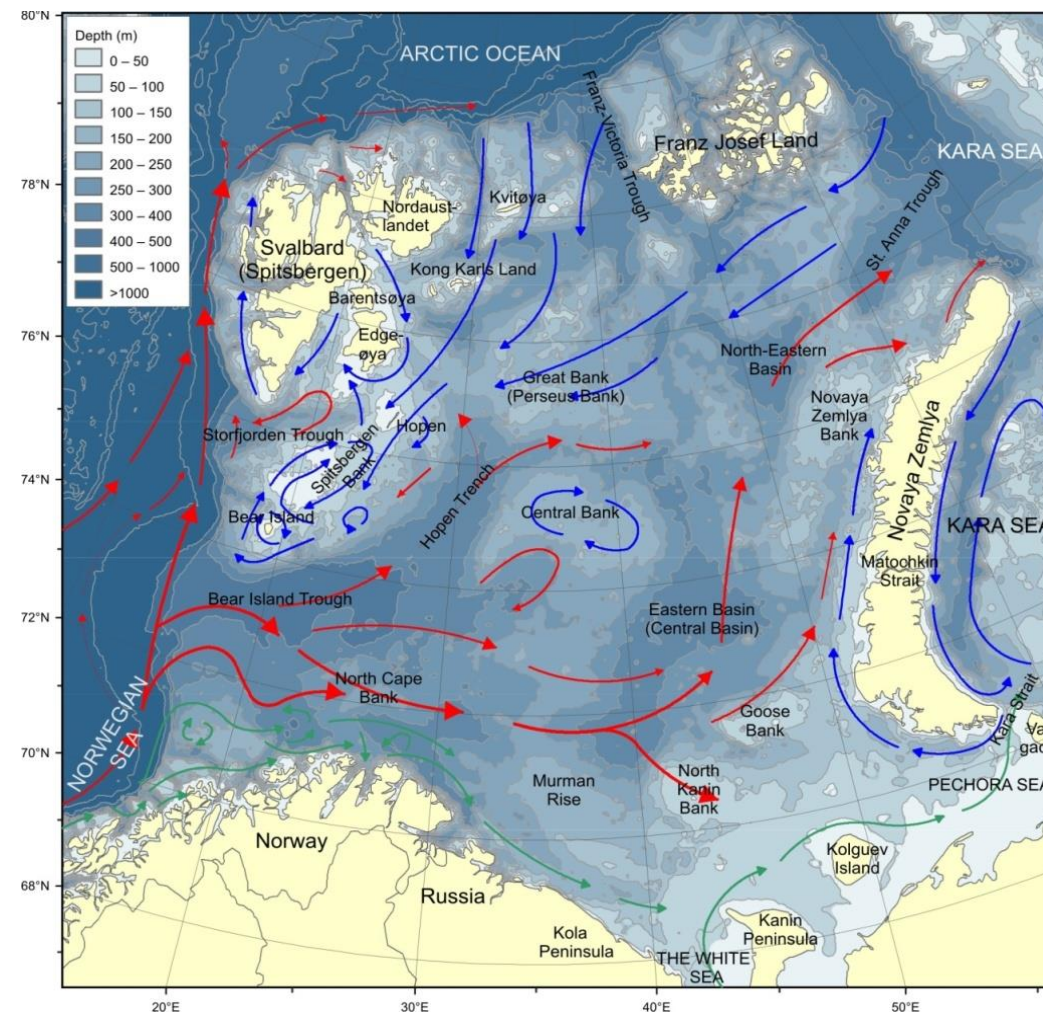 80°N
78°N
76°N
74°N
72°N
70°N
68°N
Depth (m)
0 – 50
50 – 100
100 – 150
150 – 200
200 – 250
250 – 300
300 – 400
400 – 500
500 – 1000
>1000
ARCTIC OCEAN
Franz-Victoria Trough
Franz Josef Land
KARA SEA
St. Anna Trough
Kvitøya
Nordaust-
landet
Svalbard
(Spitsbergen)
Kong Karls Land
Barentsøya
Edge-
øya
North-Eastern
Basin
Great Bank
(Perseus Bank)
Novaya
Zemlya
Bank
Novaya Zemlya
Storfjorden Trough
Hopen
Spitsbergen
Bank
Hopen Trench
Bear Island
Central Bank
KARA SEA
Matochkin
Strait
Bear Island Trough
Eastern Basin
(Central Basin)
North Cape
Bank
NORWEGIAN
SEA
Goose
Bank
Kara Strait
Va
gac
PECHORA SEA
Murman
Rise
North
Kanin
Bank
Norway
Kolguev
Island
Russia
Kola
Peninsula
Kanin
Peninsula
THE WHITE
SEA
20°E
30°E
40°E
50°E